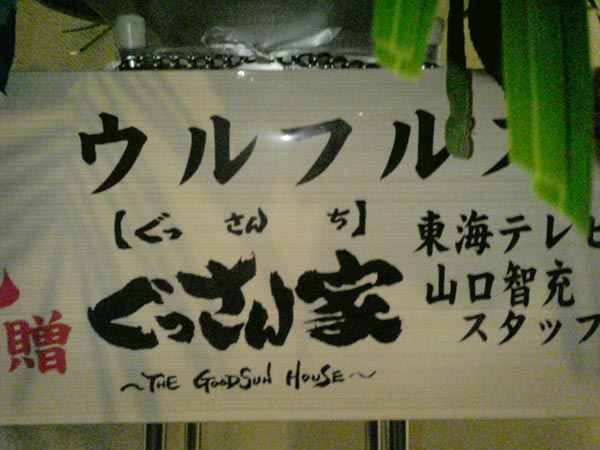 ウルフル
【ぐっさんち】
東海テレビ
ぐっさん家
山口智充
スタッフ
贈
~THE GOODSUN HOUSE~